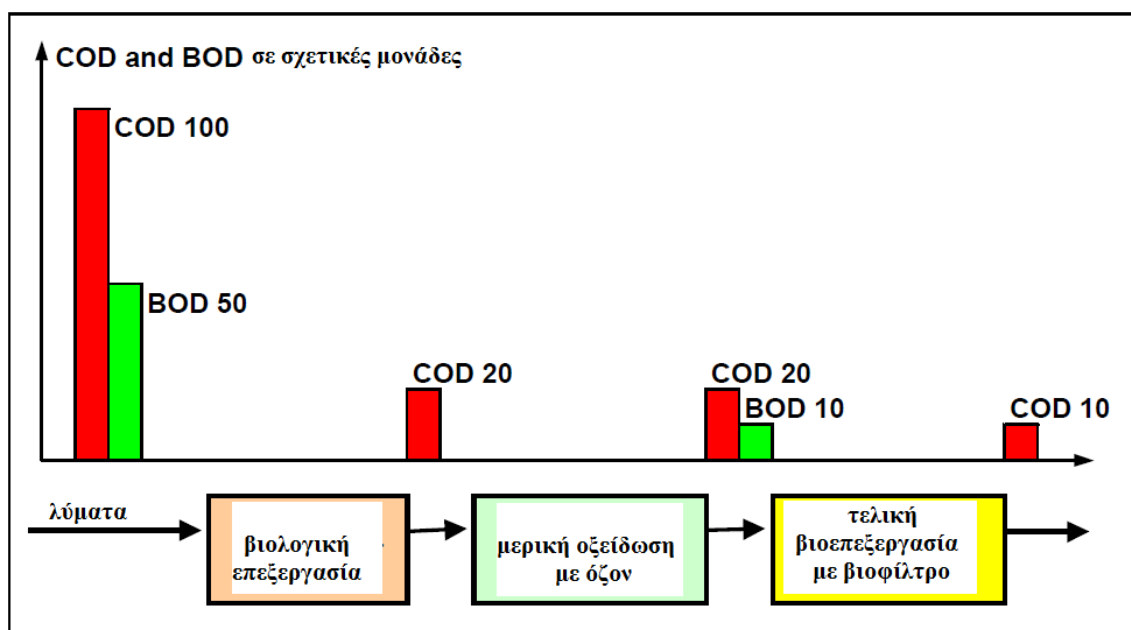 COD and BOD σε σχετικές μονάδες
COD 100
BOD 50
COD 20
COD 20
BOD 10
COD 10
λύματα
βιολογική
επεξεργασία
μερική οξείδωση
με όζον
τελική
βιοεπεξεργασία
με βιοφίλτρο